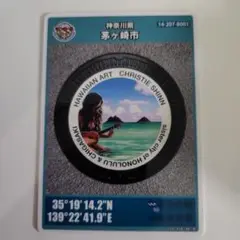 神奈川県
茅ヶ崎市
14-207-B001
HAWAIIAN ART CHRISTIE SHINN
sister city of HONOLULU & CHIGASAKI
35°19'14.2"N
139°22'41.9"E